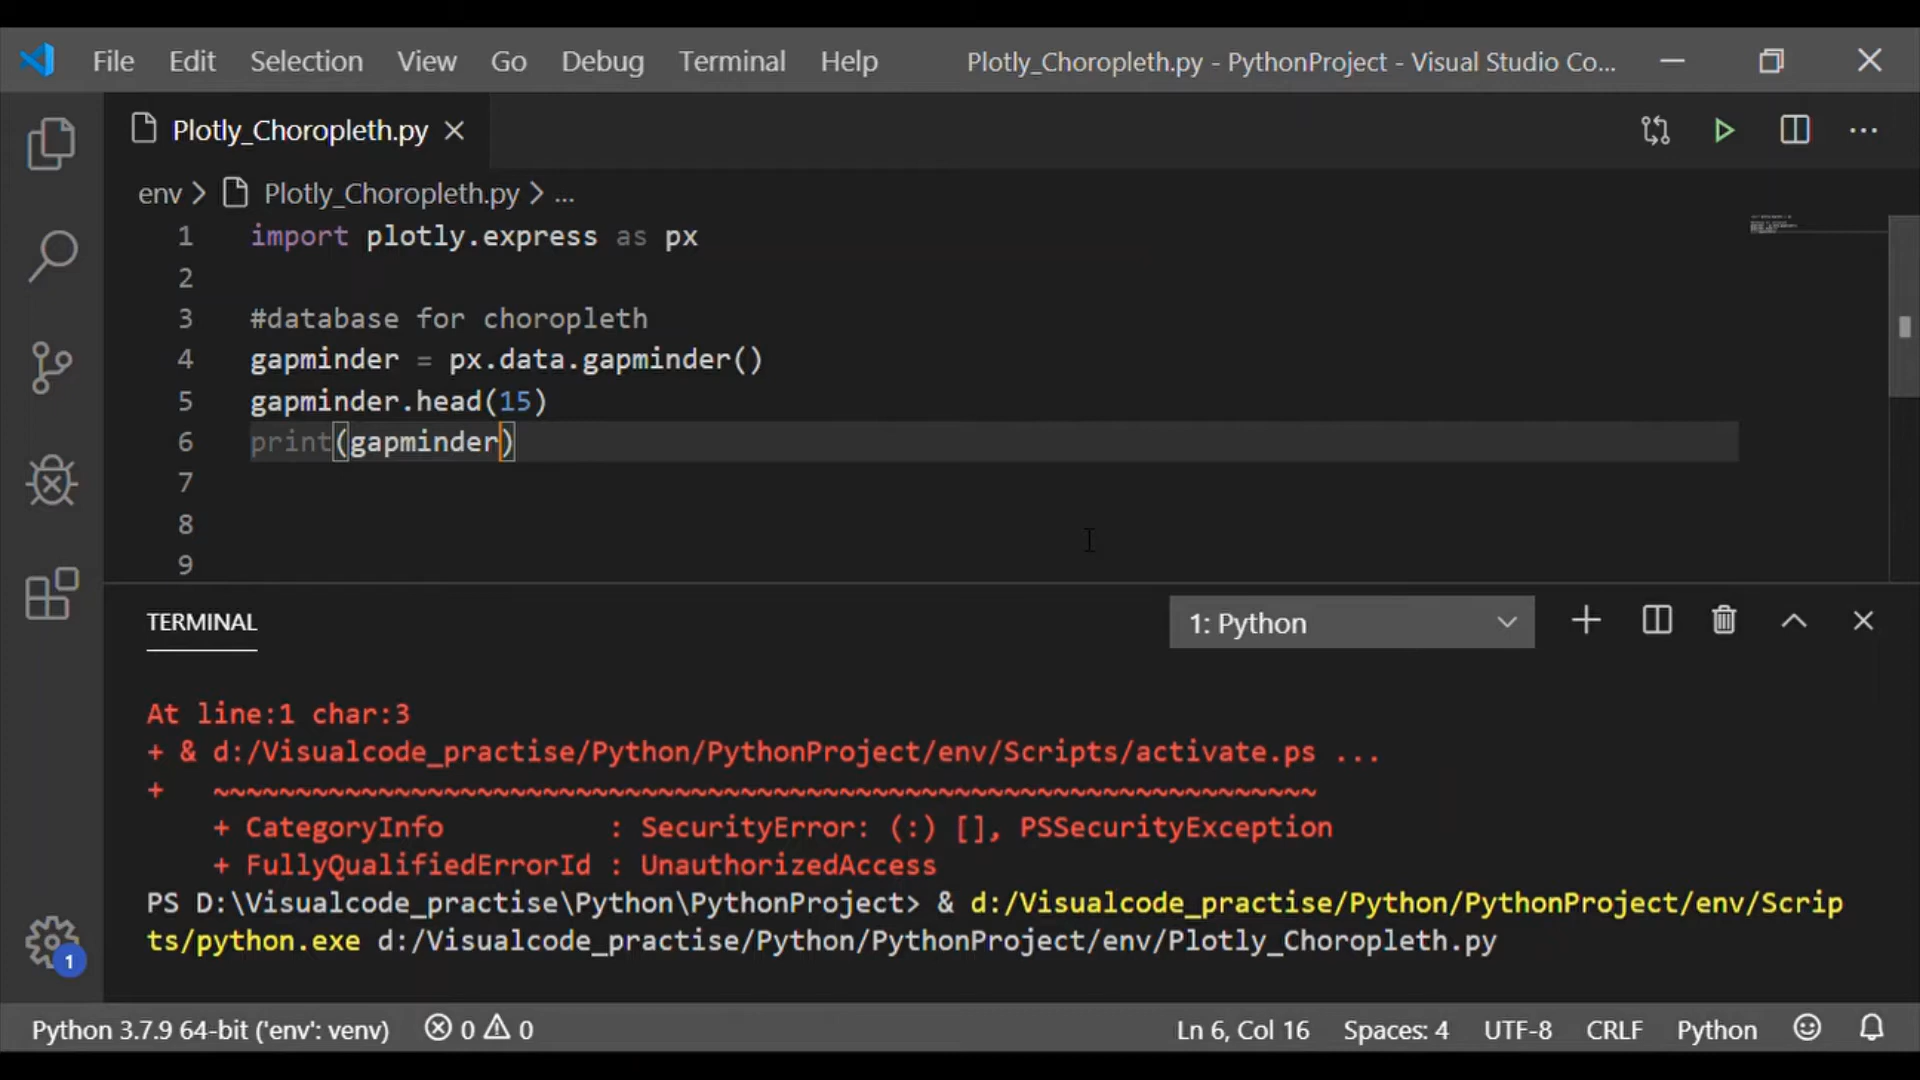 File Edit Selection View Go Debug Terminal Help Plotly_Choropleth.py - PythonProject - Visual Studio Co...
Plotly_Choropleth.py
env > Plotly_Choropleth.py > ...
1 import plotly.express as px
2
3 #database for choropleth
4 gapminder = px.data.gapminder()
5 gapminder.head(15)
6 print(gapminder)
7
8
9
TERMINAL 1: Python
At line:1 char:3
+ & d:/Visualcode_practise/Python/PythonProject/env/Scripts/activate.ps ...
+   ~~~~~~~~~~~~~~~~~~~~~~~~~~~~~~~~~~~~~~~~~~~~~~~~~~~~~~~~~~~~~~~~~~~
+ CategoryInfo : SecurityError: (:) [], PSSecurityException
+ FullyQualifiedErrorId : UnauthorizedAccess
PS D:\Visualcode_practise\Python\PythonProject> & d:/Visualcode_practise/Python/PythonProject/env/Scrip
ts/python.exe d:/Visualcode_practise/Python/PythonProject/env/Plotly_Choropleth.py
1
Python 3.7.9 64-bit ('env': venv) 0 0 Ln 6, Col 16 Spaces: 4 UTF-8 CRLF Python